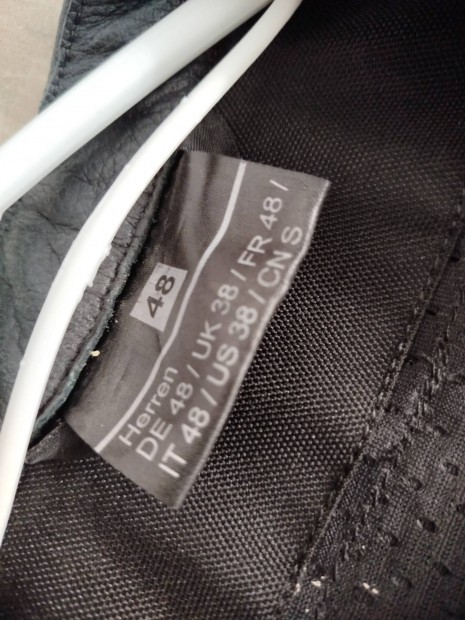 48
Herren
DE 48 / UK 38 / FR 48 /
IT 48 / US 38 / CN S